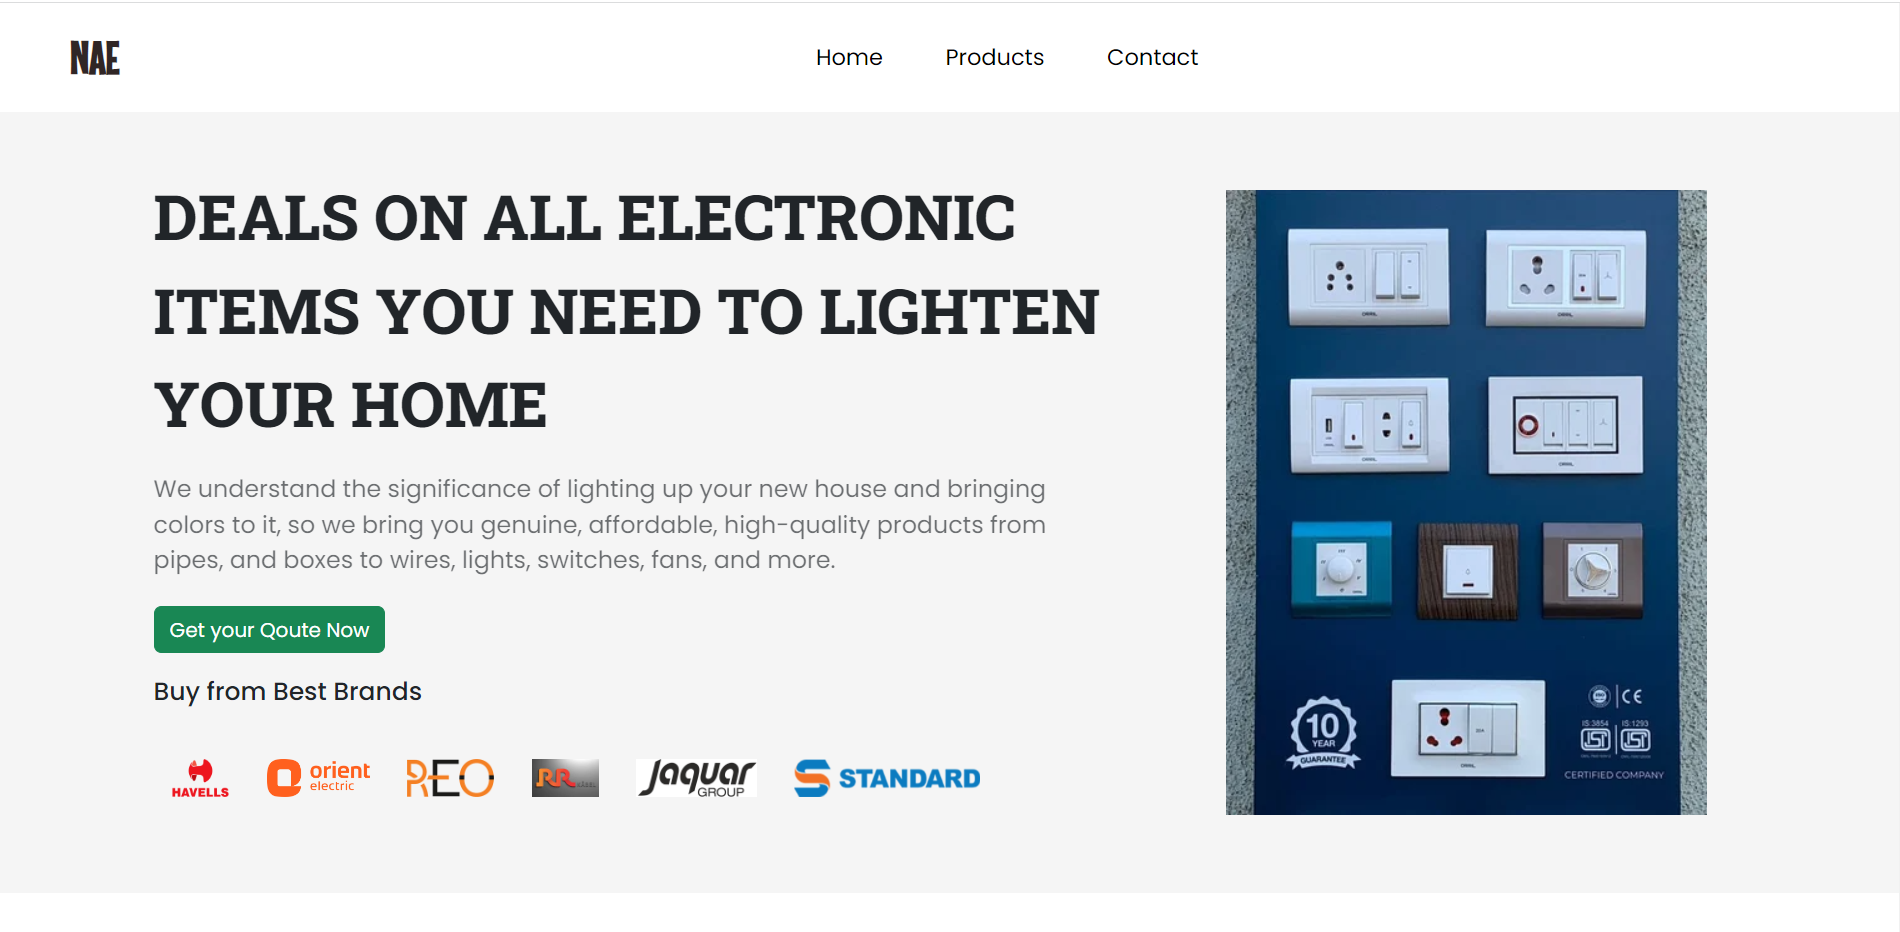 NAE
Home Products Contact
DEALS ON ALL ELECTRONIC
ITEMS YOU NEED TO LIGHTEN
YOUR HOME
We understand the significance of lighting up your new house and bringing
colors to it, so we bring you genuine, affordable, high-quality products from
pipes, and boxes to wires, lights, switches, fans, and more.
Get your Qoute Now
Buy from Best Brands
HAVELLS
orient
electric
REO
RR
Jaquar
GROUP
STANDARD
10
YEAR
GUARANTEE
ISO
CE
IS:3854 IS:1293
CERTIFIED COMPANY